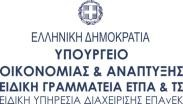 ΕΛΛΗΝΙΚΗ ΔΗΜΟΚΡΑΤΙΑ
ΥΠΟΥΡΓΕΙΟ
ΟΙΚΟΝΟΜΙΑΣ & ΑΝΑΠΤΥΞΗΣ
ΕΙΔΙΚΗ ΓΡΑΜΜΑΤΕΙΑ ΕΤΠΑ & ΤΣ
ΕΙΔΙΚΗ ΥΠΗΡΕΣΙΑ ΔΙΑΧΕΙΡΙΣΗΣ ΕΠΑνΕΚ